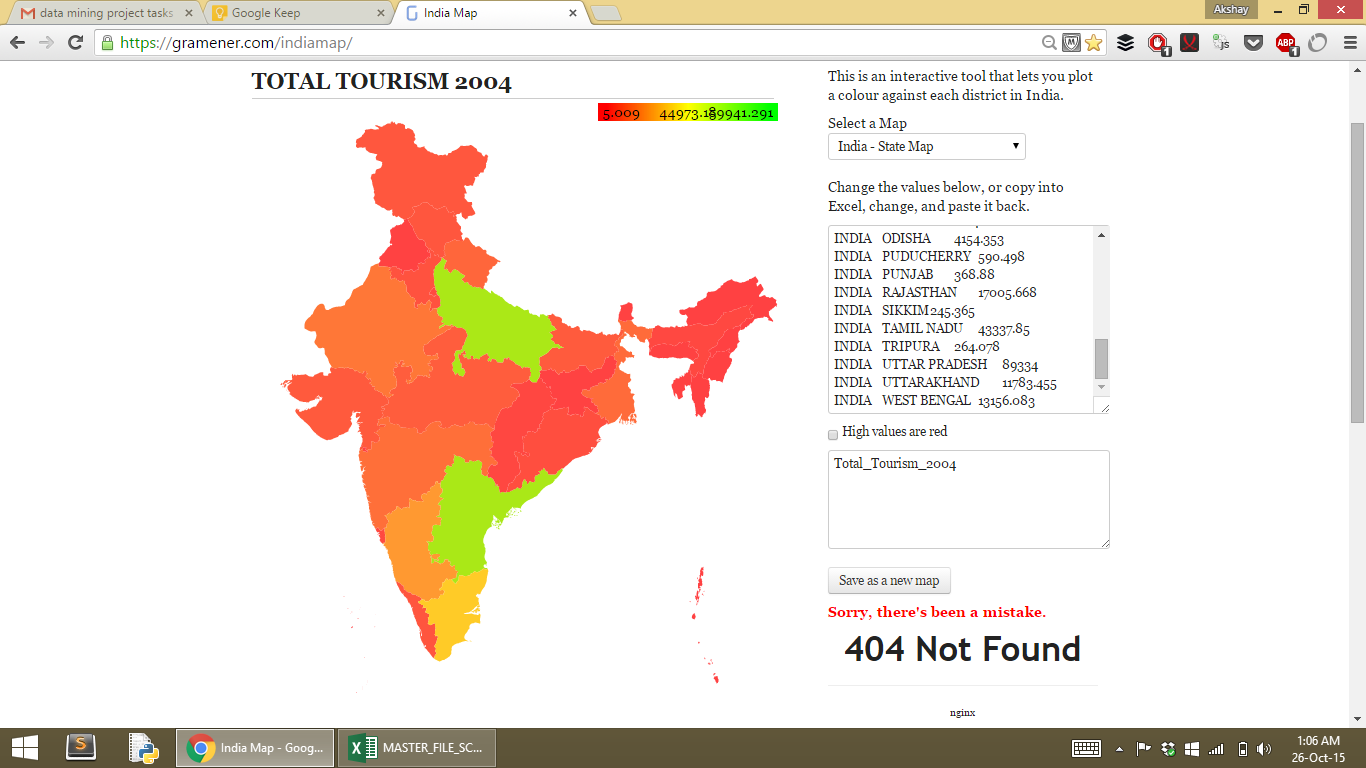 data mining project tasks
Google Keep
India Map
Akshay
https://gramener.com/indiamap/
TOTAL TOURISM 2004
5.009
44973.15
89941.291
This is an interactive tool that lets you plot
a colour against each district in India.
Select a Map
India - State Map
Change the values below, or copy into
Excel, change, and paste it back.
INDIA ODISHA 4154.353
INDIA PUDUCHERRY 590.498
INDIA PUNJAB 368.88
INDIA RAJASTHAN 17005.668
INDIA SIKKIM 245.365
INDIA TAMIL NADU 43337.85
INDIA TRIPURA 264.078
INDIA UTTAR PRADESH 89334
INDIA UTTARAKHAND 11783.455
INDIA WEST BENGAL 13156.083
High values are red
Total_Tourism_2004
Save as a new map
Sorry, there's been a mistake.
404 Not Found
nginx
India Map - Goog...
MASTER_FILE_SC...
1:06 AM
26-Oct-15